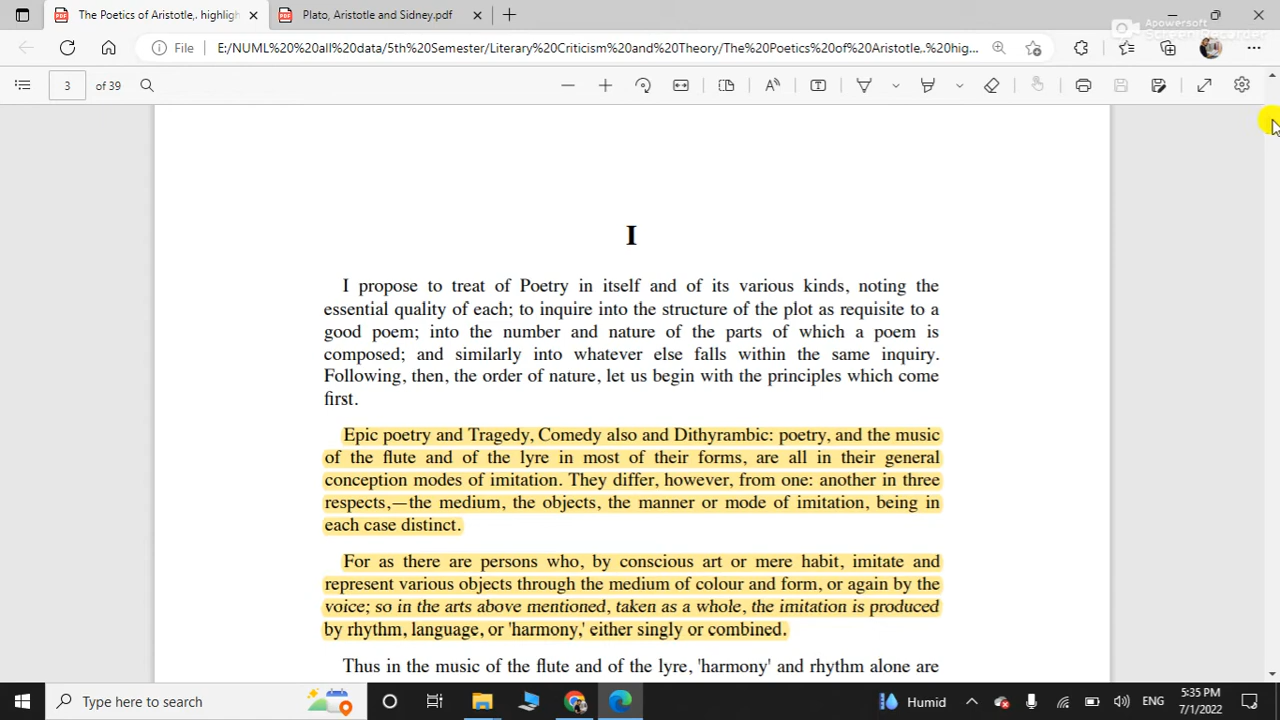 The Poetics of Aristotle,. highligh
Plato, Aristotle and Sidney.pdf
Apowersoft
Screen Recorder
File
E:/NUML%20%20all%20data/5th%20Semester/Literary%20Criticism%20and%20Theory/The%20Poetics%20of%20Aristotle,.%20hig...
3 of 39
I
I propose to treat of Poetry in itself and of its various kinds, noting the
essential quality of each; to inquire into the structure of the plot as requisite to a
good poem; into the number and nature of the parts of which a poem is
composed; and similarly into whatever else falls within the same inquiry.
Following, then, the order of nature, let us begin with the principles which come
first.
Epic poetry and Tragedy, Comedy also and Dithyrambic: poetry, and the music
of the flute and of the lyre in most of their forms, are all in their general
conception modes of imitation. They differ, however, from one: another in three
respects,—the medium, the objects, the manner or mode of imitation, being in
each case distinct.
For as there are persons who, by conscious art or mere habit, imitate and
represent various objects through the medium of colour and form, or again by the
voice; so in the arts above mentioned, taken as a whole, the imitation is produced
by rhythm, language, or 'harmony,' either singly or combined.
Thus in the music of the flute and of the lyre, 'harmony' and rhythm alone are
Type here to search
Humid
ENG
5:35 PM
7/1/2022